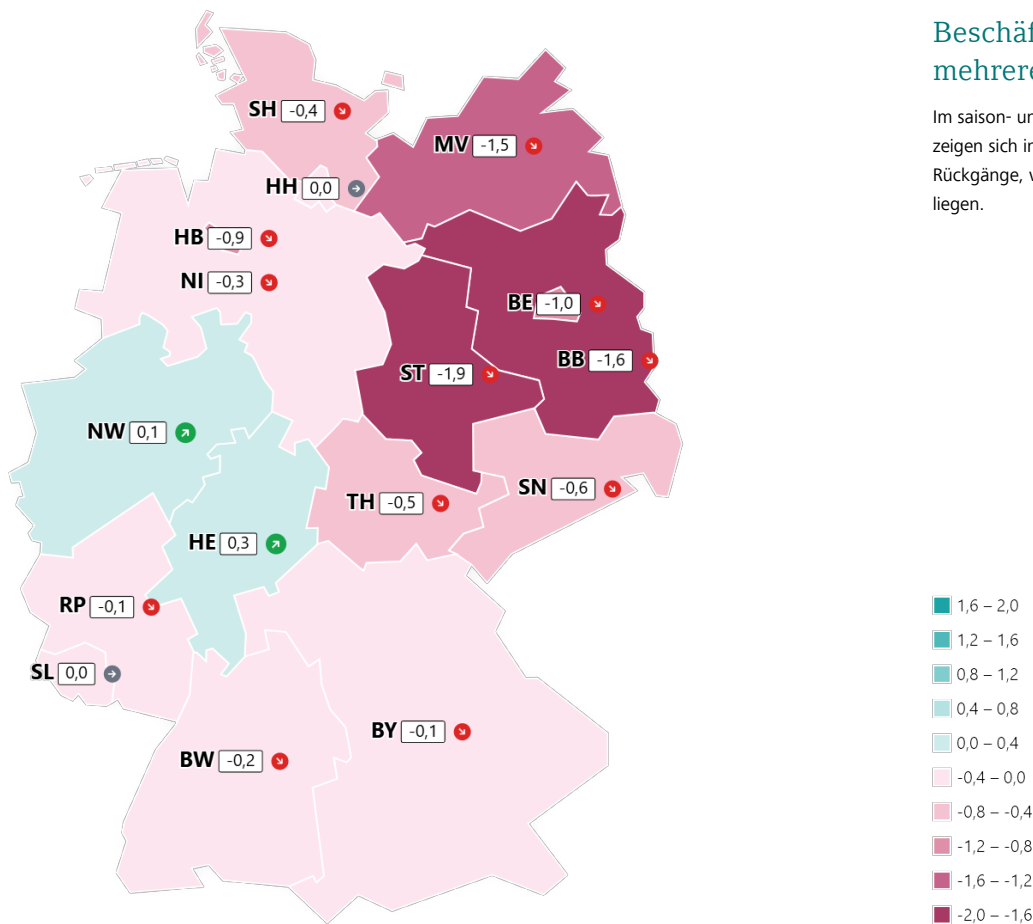 Beschäf
mehrere
Im saison- ur
zeigen sich ir
Rückgänge, v
liegen.
SH -0,4
MV -1,5
HH 0,0
HB -0,9
NI -0,3
BE -1,0
BB -1,6
ST -1,9
NW 0,1
SN -0,6
TH -0,5
HE 0,3
RP -0,1
SL 0,0
BY -0,1
BW -0,2
1,6 – 2,0
1,2 – 1,6
0,8 – 1,2
0,4 – 0,8
0,0 – 0,4
-0,4 – 0,0
-0,8 – -0,4
-1,2 – -0,8
-1,6 – -1,2
-2,0 – -1,6